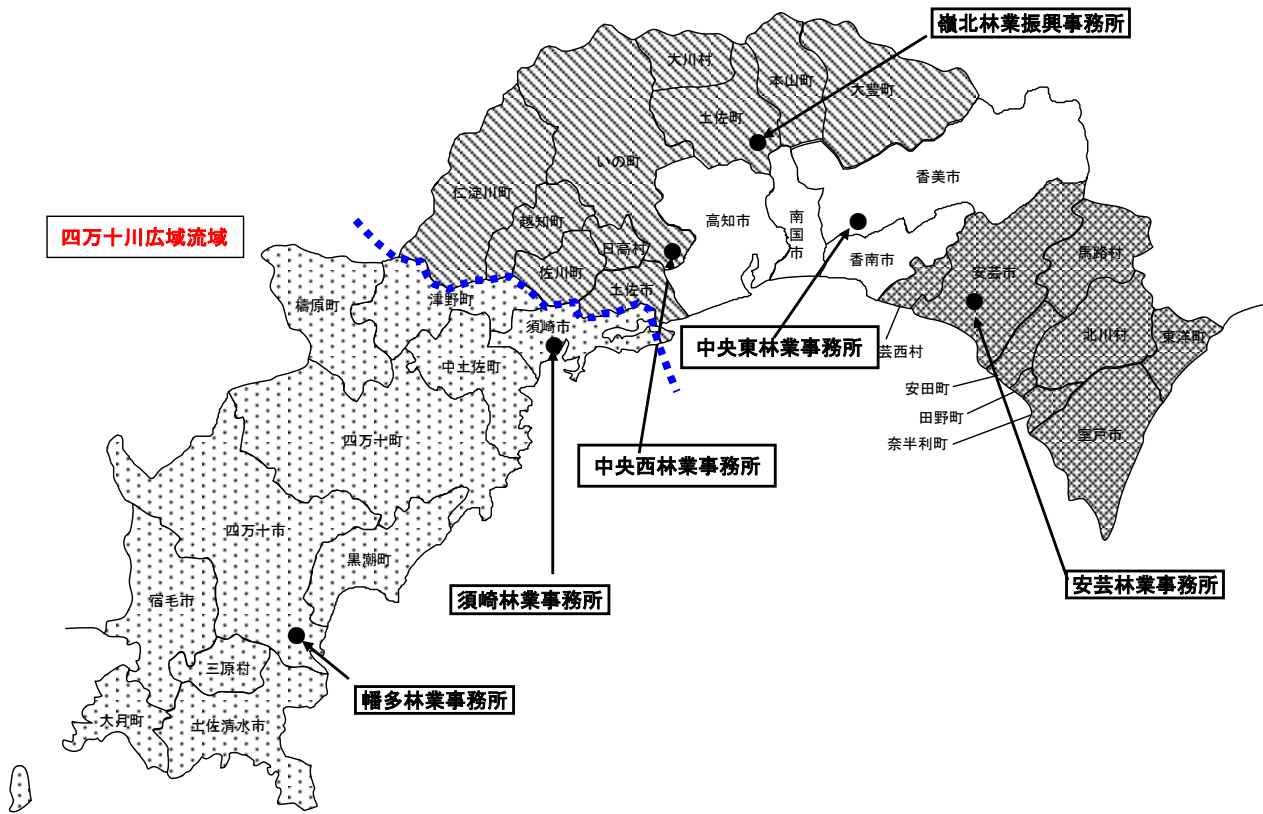 嶺北林業振興事務所
大川村
本山町
大豊町
土佐町
いの町
仁淀川町
香美市
越知町
高知市
南国市
四万十川広域流域
日高村
馬路村
佐川町
香南市
安芸市
土佐市
津野町
檮原町
須崎市
北川村
東洋町
中央東林業事務所
芸西村
中土佐町
安田町
田野町
奈半利町
室戸市
四万十町
中央西林業事務所
四万十市
黒潮町
安芸林業事務所
須崎林業事務所
宿毛市
三原村
幡多林業事務所
大月町
土佐清水市